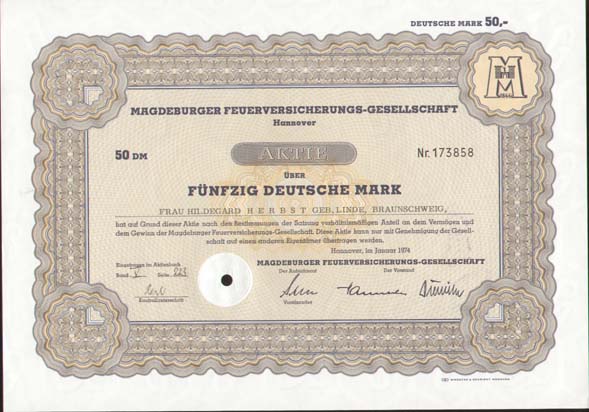 DEUTSCHE MARK 50,-
M
1844
MAGDEBURGER FEUERVERSICHERUNGS-GESELLSCHAFT
Hannover
50 DM
AKTIE
Nr. 173858
ÜBER
FÜNFZIG DEUTSCHE MARK
FRAU HILDEGARD HERBST GEB. LINDE, BRAUNSCHWEIG,
hat auf Grund dieser Aktie nach den Bestimmungen der Satzung verhältnismäßigen Anteil an dem Vermögen und
dem Gewinn der Magdeburger Feuerversicherungs-Gesellschaft. Diese Aktie kann nur mit Genehmigung der Gesell-
schaft auf einen anderen Eigentümer übertragen werden.
Hannover, im Januar 1974
Eingetragen im Aktienbuch
MAGDEBURGER FEUERVERSICHERUNGS-GESELLSCHAFT
Band Seite
Der Aufsichtsrat
Der Vorstand
Vorsitzender
Kontrollunterschrift